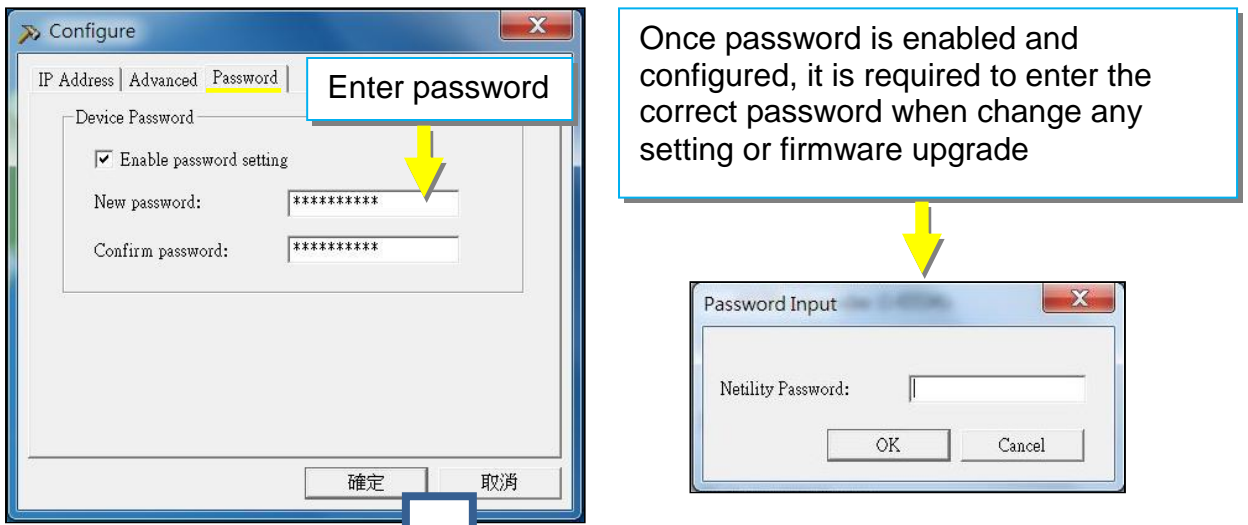 Configure
IP Address
Advanced
Password
Enter password
Device Password
Enable password setting
New password:
**********
Confirm password:
**********
確定
取消
Once password is enabled and
configured, it is required to enter the
correct password when change any
setting or firmware upgrade
Password Input
Netility Password:
OK
Cancel